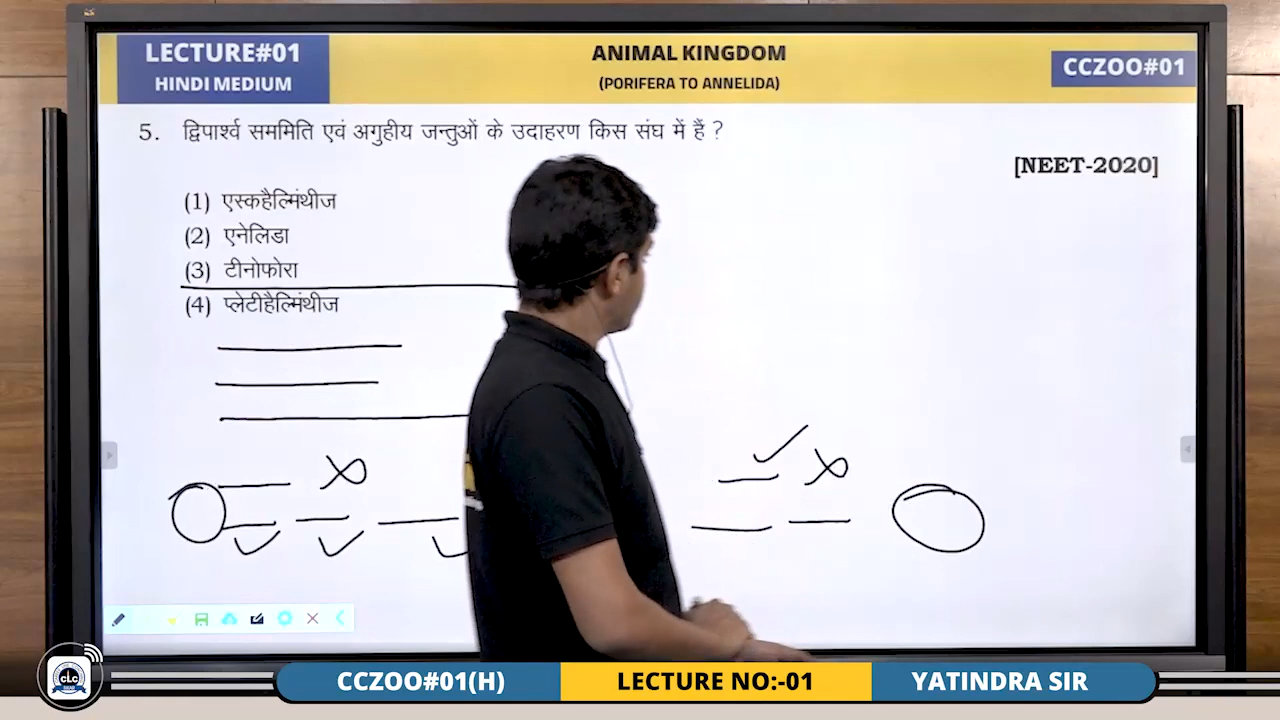 LECTURE#01
HINDI MEDIUM
ANIMAL KINGDOM
(PORIFERA TO ANNELIDA)
CCZOO#01
5. द्विपार्श्व सममिति एवं अगुहीय जन्तुओं के उदाहरण किस संघ में हैं ?
[NEET-2020]
(1) एस्कहैल्मिंथीज
(2) एनेलिडा
(3) टीनोफोरा
(4) प्लेटीहैल्मिंथीज
CLC
CCZOO#01(H)
LECTURE NO:-01
YATINDRA SIR